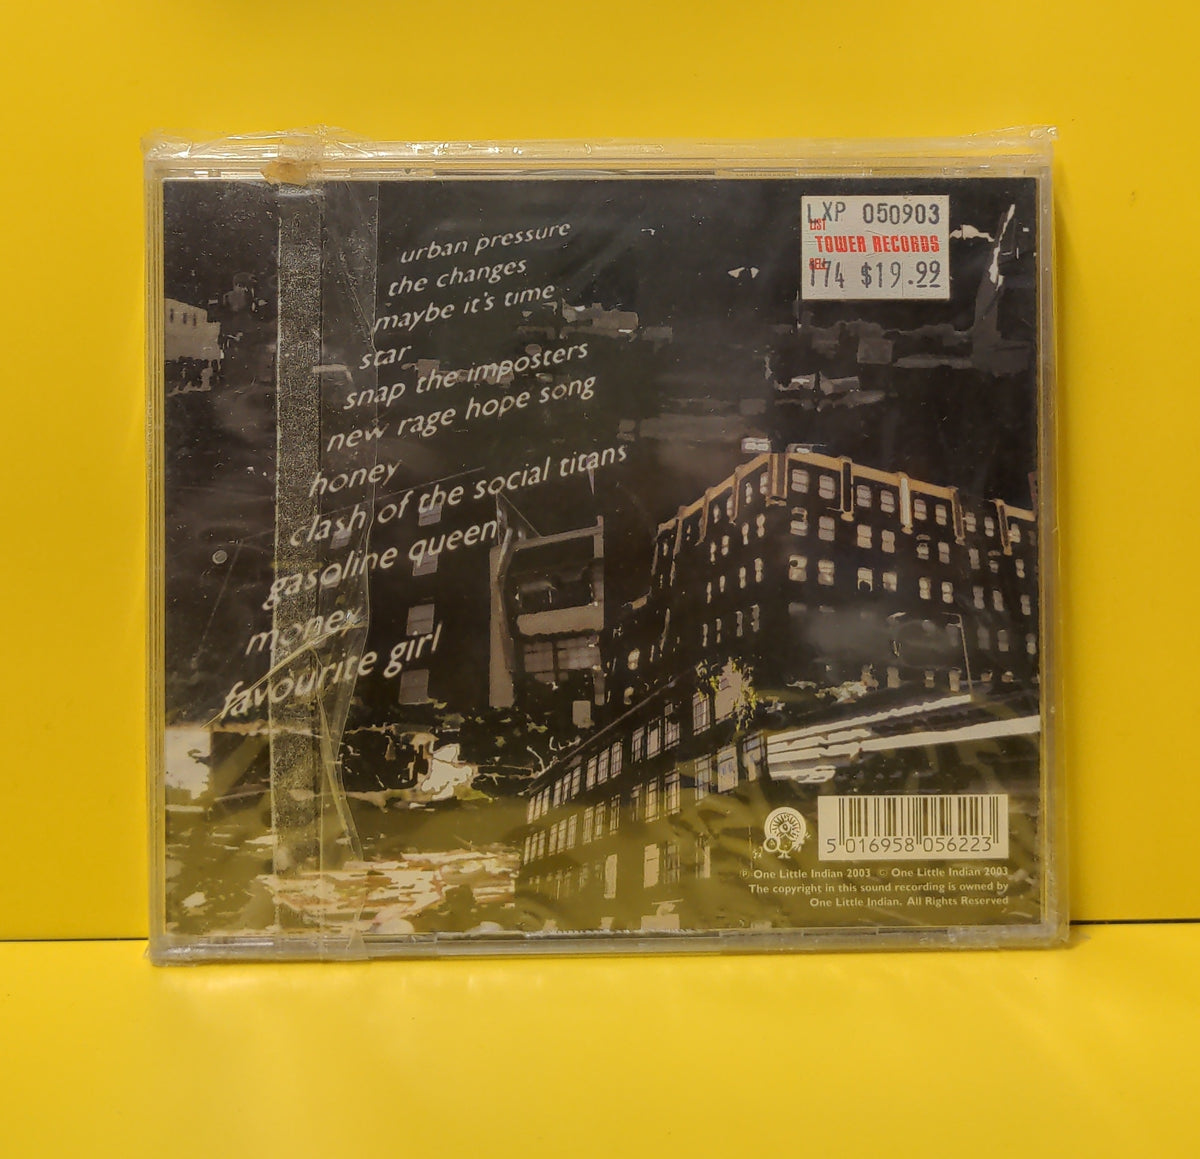 LXP 050903
LIST
TOWER RECORDS
SELL
174 $19.99
urban pressure
the changes
maybe it's time
star
snap the imposters
new rage hope song
honey
clash of the social titans
gasoline queen
money
favourite girl
5 016958 056223
℗ One Little Indian 2003 © One Little Indian 2003
The copyright in this sound recording is owned by
One Little Indian. All Rights Reserved